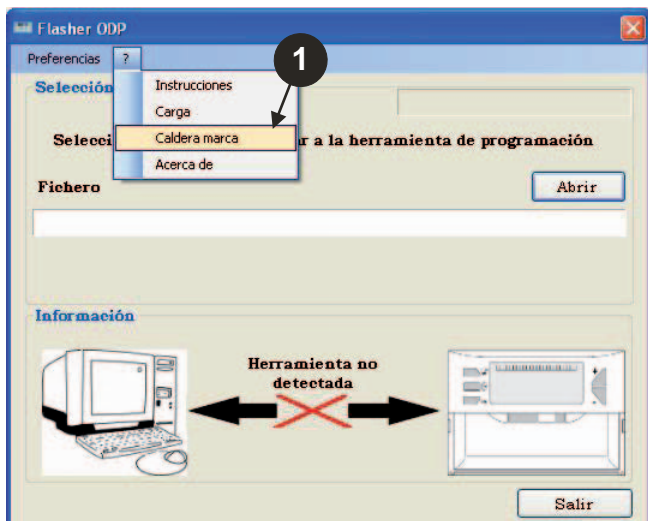 Flasher ODP
Preferencias ?
Selección
Instrucciones
Carga
Caldera marca
Acerca de
1
Selecci r a la herramienta de programación
Fichero
Abrir
Información
Herramienta no
detectada
Salir